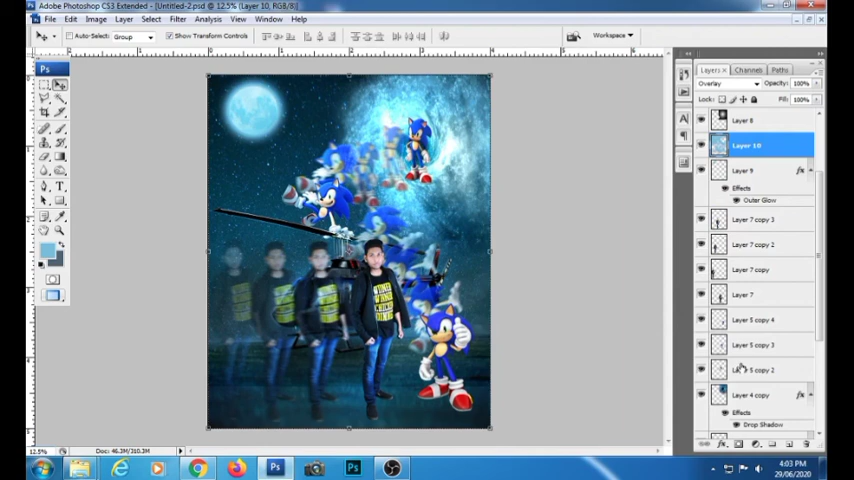 Adobe Photoshop CS3 Extended - [Untitled-2.psd @ 12.5% (Layer 10, RGB/8)]
File Edit Image Layer Select Filter Analysis View Window Help
Auto-Select: Group Show Transform Controls Workspace
Ps
Layers Channels Paths
Overlay Opacity: 100%
Lock: Fill: 100%
Layer 8
Layer 10
Layer 9 fx
Effects
Outer Glow
Layer 7 copy 3
Layer 7 copy 2
Layer 7 copy
Layer 7
Layer 5 copy 4
Layer 5 copy 3
Layer 5 copy 2
Layer 4 copy fx
Effects
Drop Shadow
12.5% Doc: 46.3M/310.3M
4:03 PM
29/06/2020